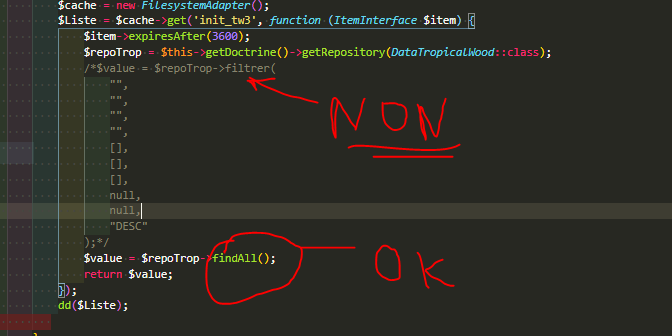 $cache = new FilesystemAdapter();
$Liste = $cache->get('init_tw3', function (ItemInterface $item) {
$item->expiresAfter(3600);
$repoTrop = $this->getDoctrine()->getRepository(DataTropicalWood::class);
/*$value = $repoTrop->filtrer(
"",
"",
"",
"",
[],
[],
[],
null,
null,
"DESC"
);*/
$value = $repoTrop->findAll();
return $value;
});
dd($Liste);
}
NON
OK